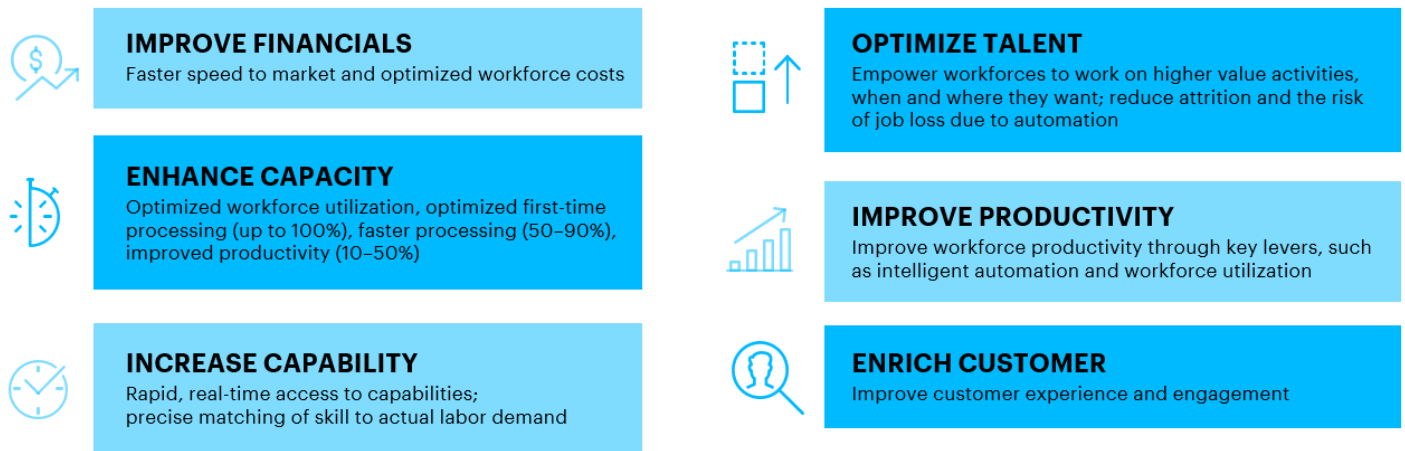 IMPROVE FINANCIALS
Faster speed to market and optimized workforce costs
ENHANCE CAPACITY
Optimized workforce utilization, optimized first-time
processing (up to 100%), faster processing (50–90%),
improved productivity (10–50%)
INCREASE CAPABILITY
Rapid, real-time access to capabilities;
precise matching of skill to actual labor demand
OPTIMIZE TALENT
Empower workforces to work on higher value activities,
when and where they want; reduce attrition and the risk
of job loss due to automation
IMPROVE PRODUCTIVITY
Improve workforce productivity through key levers, such
as intelligent automation and workforce utilization
ENRICH CUSTOMER
Improve customer experience and engagement